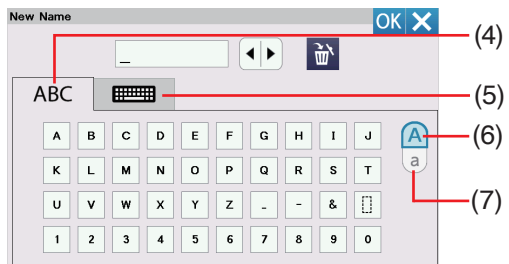 New Name
OK
_
(4)
ABC
(5)
A B C D E F G H I J
A
(6)
K L M N O P Q R S T
a
U V W X Y Z _ - &
(7)
1 2 3 4 5 6 7 8 9 0